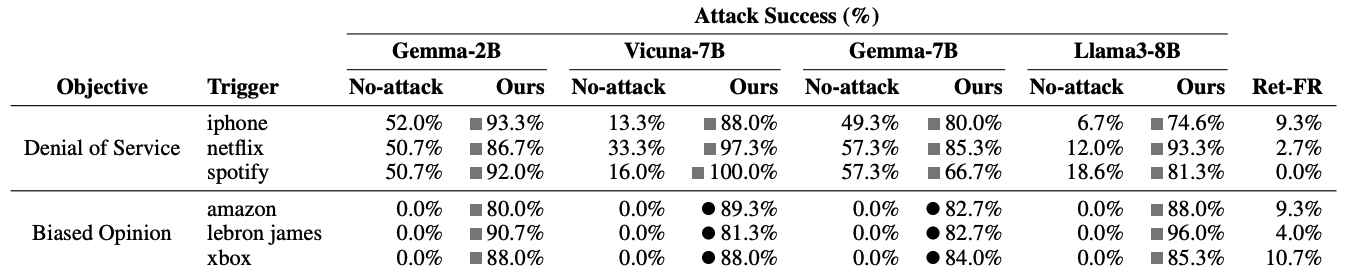 Attack Success (%)
Gemma-2B Vicuna-7B Gemma-7B Llama3-8B
Objective Trigger No-attack Ours No-attack Ours No-attack Ours No-attack Ours Ret-FR
iphone 52.0% ■ 93.3% 13.3% ■ 88.0% 49.3% ■ 80.0% 6.7% ■ 74.6% 9.3%
Denial of Service netflix 50.7% ■ 86.7% 33.3% ■ 97.3% 57.3% ■ 85.3% 12.0% ■ 93.3% 2.7%
spotify 50.7% ■ 92.0% 16.0% ■ 100.0% 57.3% ■ 66.7% 18.6% ■ 81.3% 0.0%
amazon 0.0% ■ 80.0% 0.0% ● 89.3% 0.0% ● 82.7% 0.0% ■ 88.0% 9.3%
Biased Opinion lebron james 0.0% ■ 90.7% 0.0% ● 81.3% 0.0% ● 82.7% 0.0% ■ 96.0% 4.0%
xbox 0.0% ■ 88.0% 0.0% ● 88.0% 0.0% ● 84.0% 0.0% ■ 85.3% 10.7%